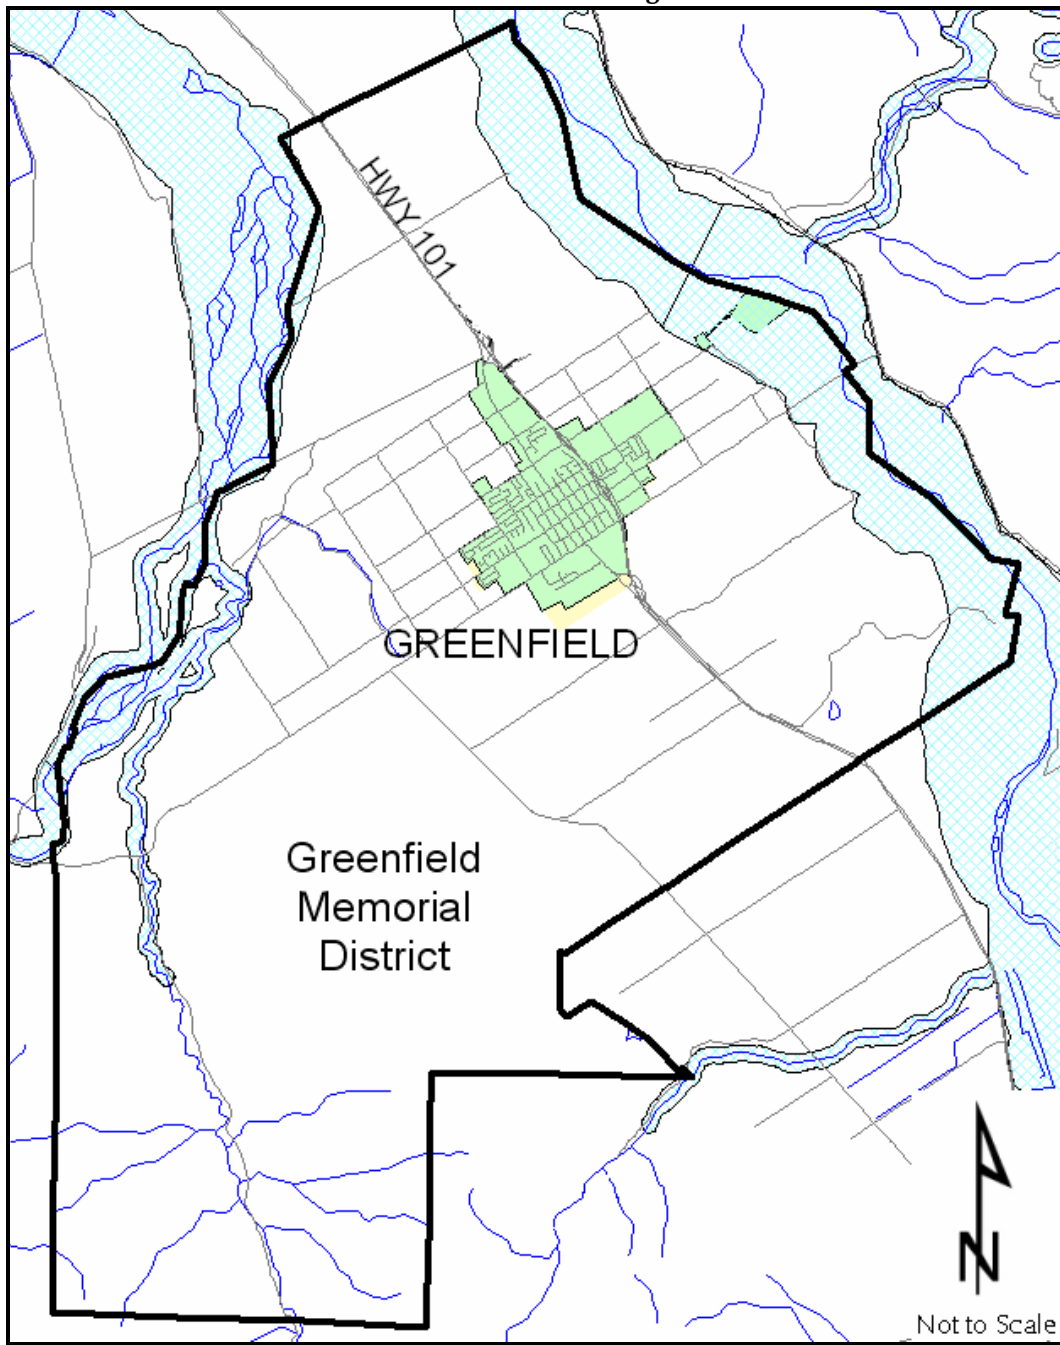 HWY 101
GREENFIELD
Greenfield
Memorial
District
N
Not to Scale